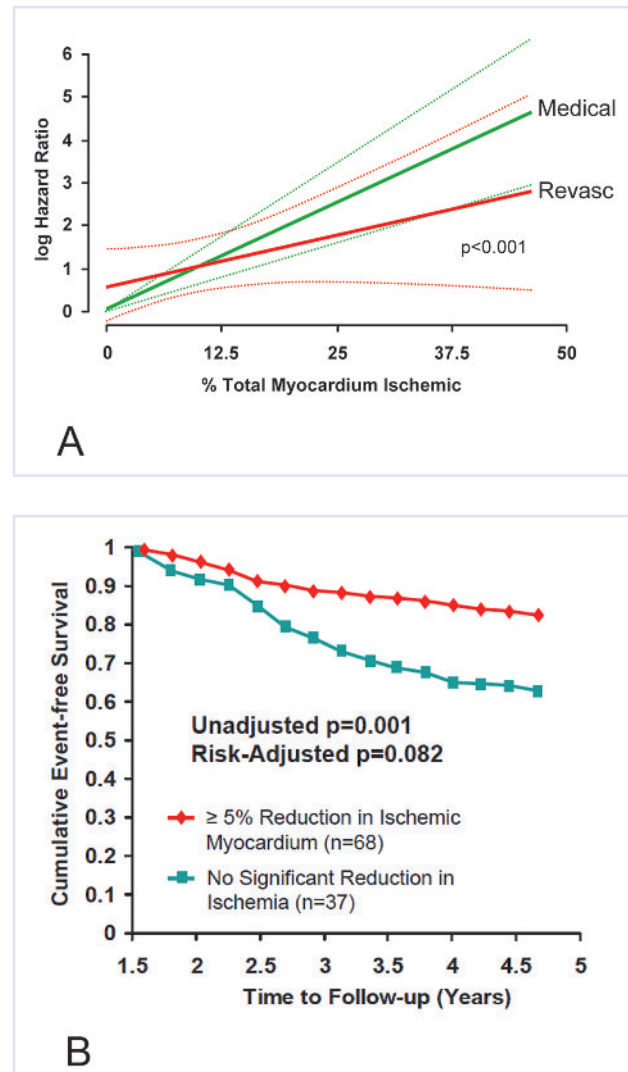 6
5
4
3
2
1
0
log Hazard Ratio
Medical
Revasc
p<0.001
0 12.5 25 37.5 50
% Total Myocardium Ischemic
A
1
0.9
0.8
0.7
0.6
0.5
0.4
0.3
0.2
0.1
0
Cumulative Event-free Survival
Unadjusted p=0.001
Risk-Adjusted p=0.082
≥ 5% Reduction in Ischemic
Myocardium (n=68)
No Significant Reduction in
Ischemia (n=37)
1.5 2 2.5 3 3.5 4 4.5 5
Time to Follow-up (Years)
B